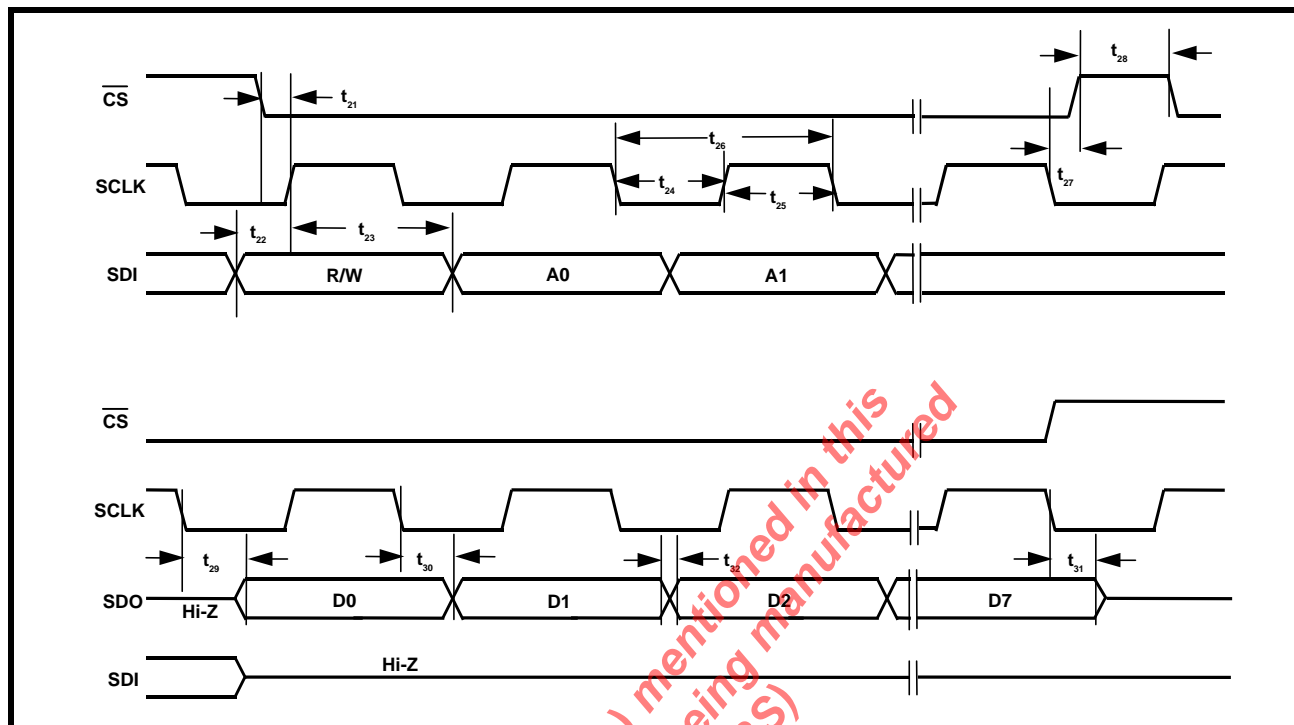 CS
t21
t28
SCLK
t26
t24
t25
t27
t22
t23
SDI
R/W
A0
A1
CS
SCLK
t29
t30
t32
t31
SDO
Hi-Z
D0
D1
D2
D7
SDI
Hi-Z
mentioned in this
manufactured